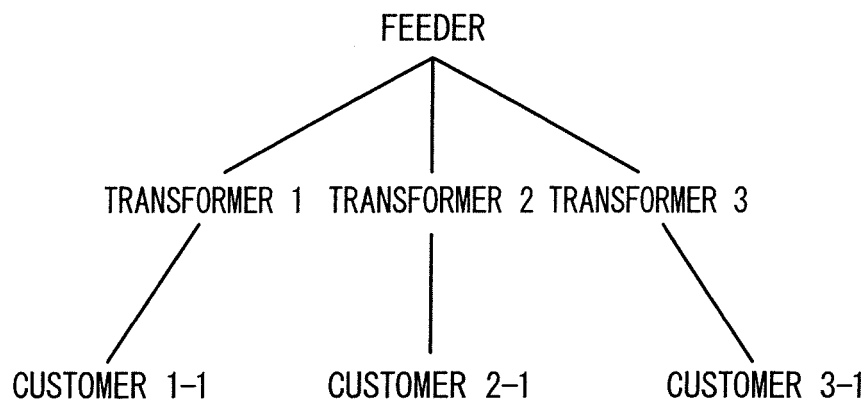 FEEDER
TRANSFORMER 1 TRANSFORMER 2 TRANSFORMER 3
CUSTOMER 1-1 CUSTOMER 2-1 CUSTOMER 3-1